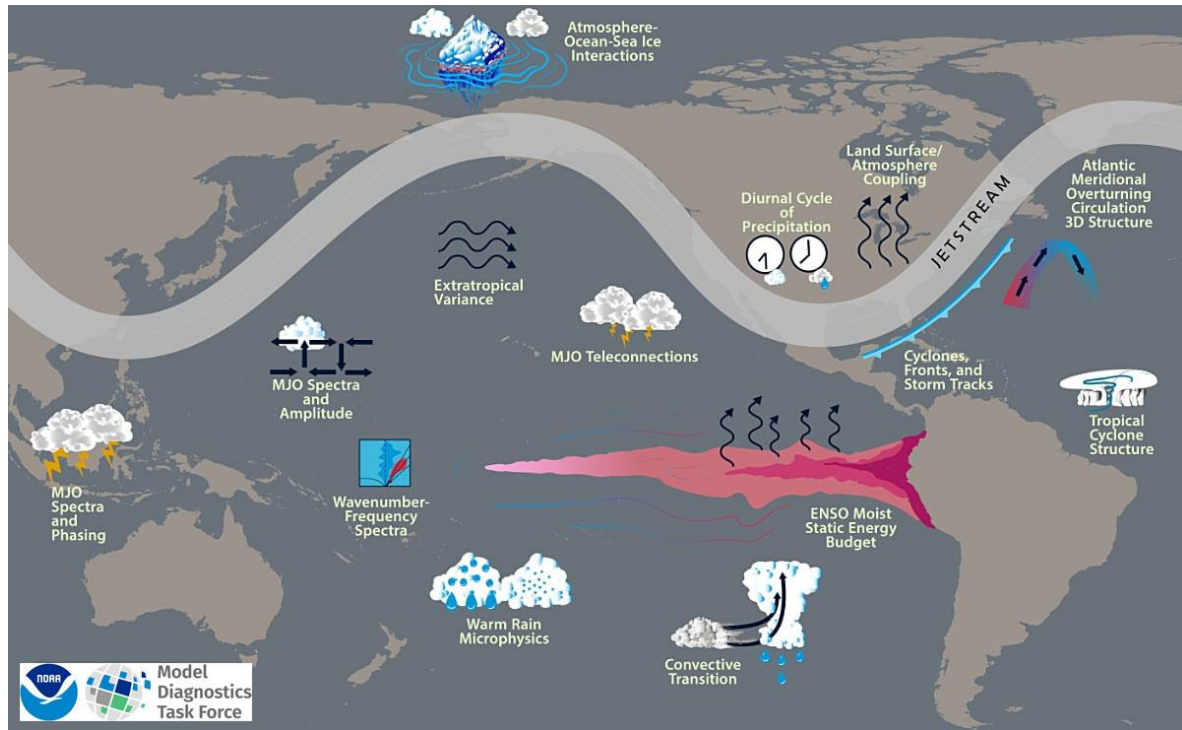 Atmosphere-
Ocean-Sea Ice
Interactions
Land Surface/
Atmosphere
Coupling
Atlantic
Meridional
Overturning
Circulation
3D Structure
Diurnal Cycle
of
Precipitation
JETSTREAM
Extratropical
Variance
MJO Teleconnections
Cyclones,
Fronts, and
Storm Tracks
MJO Spectra
and
Amplitude
Tropical
Cyclone
Structure
MJO
Spectra
and
Phasing
Wavenumber-
Frequency
Spectra
ENSO Moist
Static Energy
Budget
Warm Rain
Microphysics
Convective
Transition
NOAA
Model
Diagnostics
Task Force